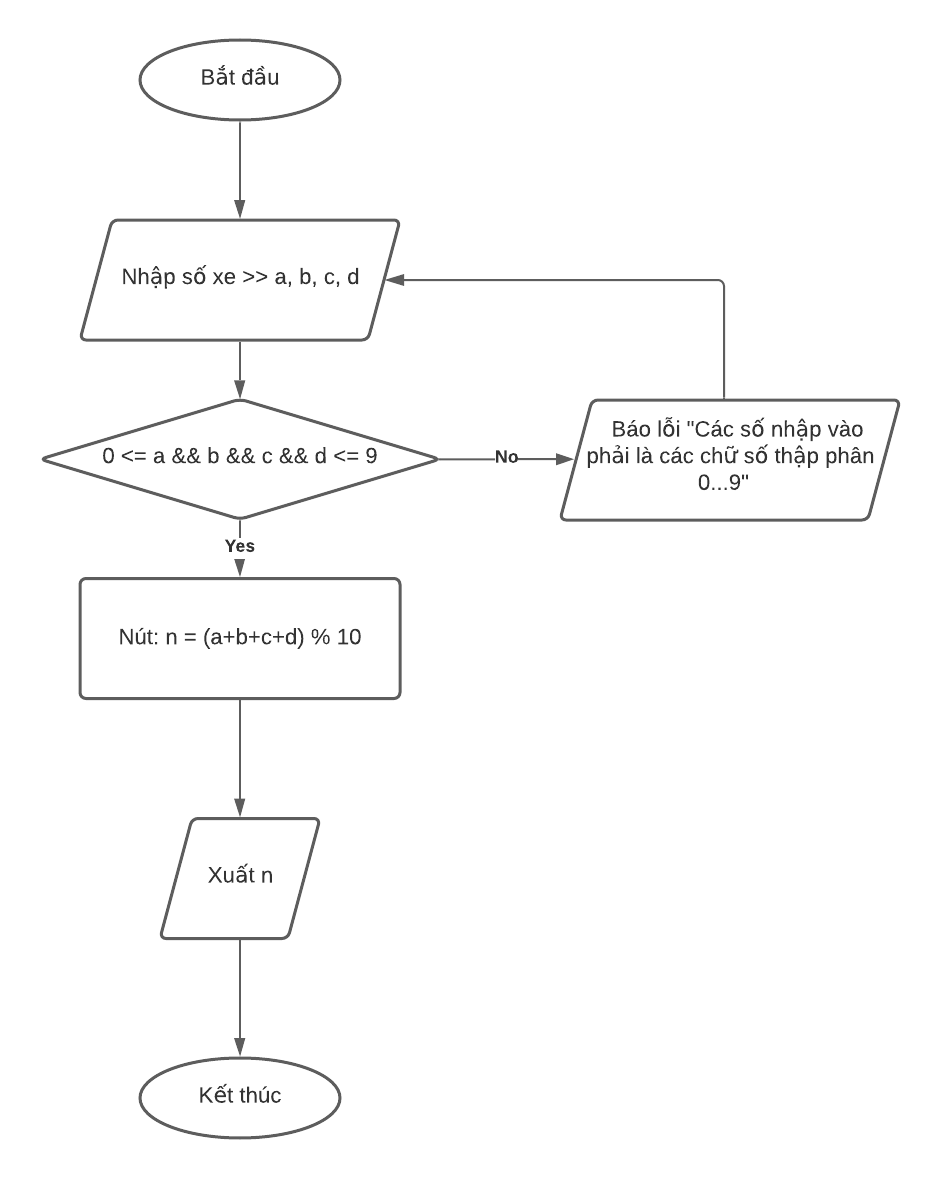 Bắt đầu
Nhập số xe >> a, b, c, d
0 <= a && b && c && d <= 9
No
Báo lỗi "Các số nhập vào
phải là các chữ số thập phân
0...9"
Yes
Nút: n = (a+b+c+d) % 10
Xuất n
Kết thúc